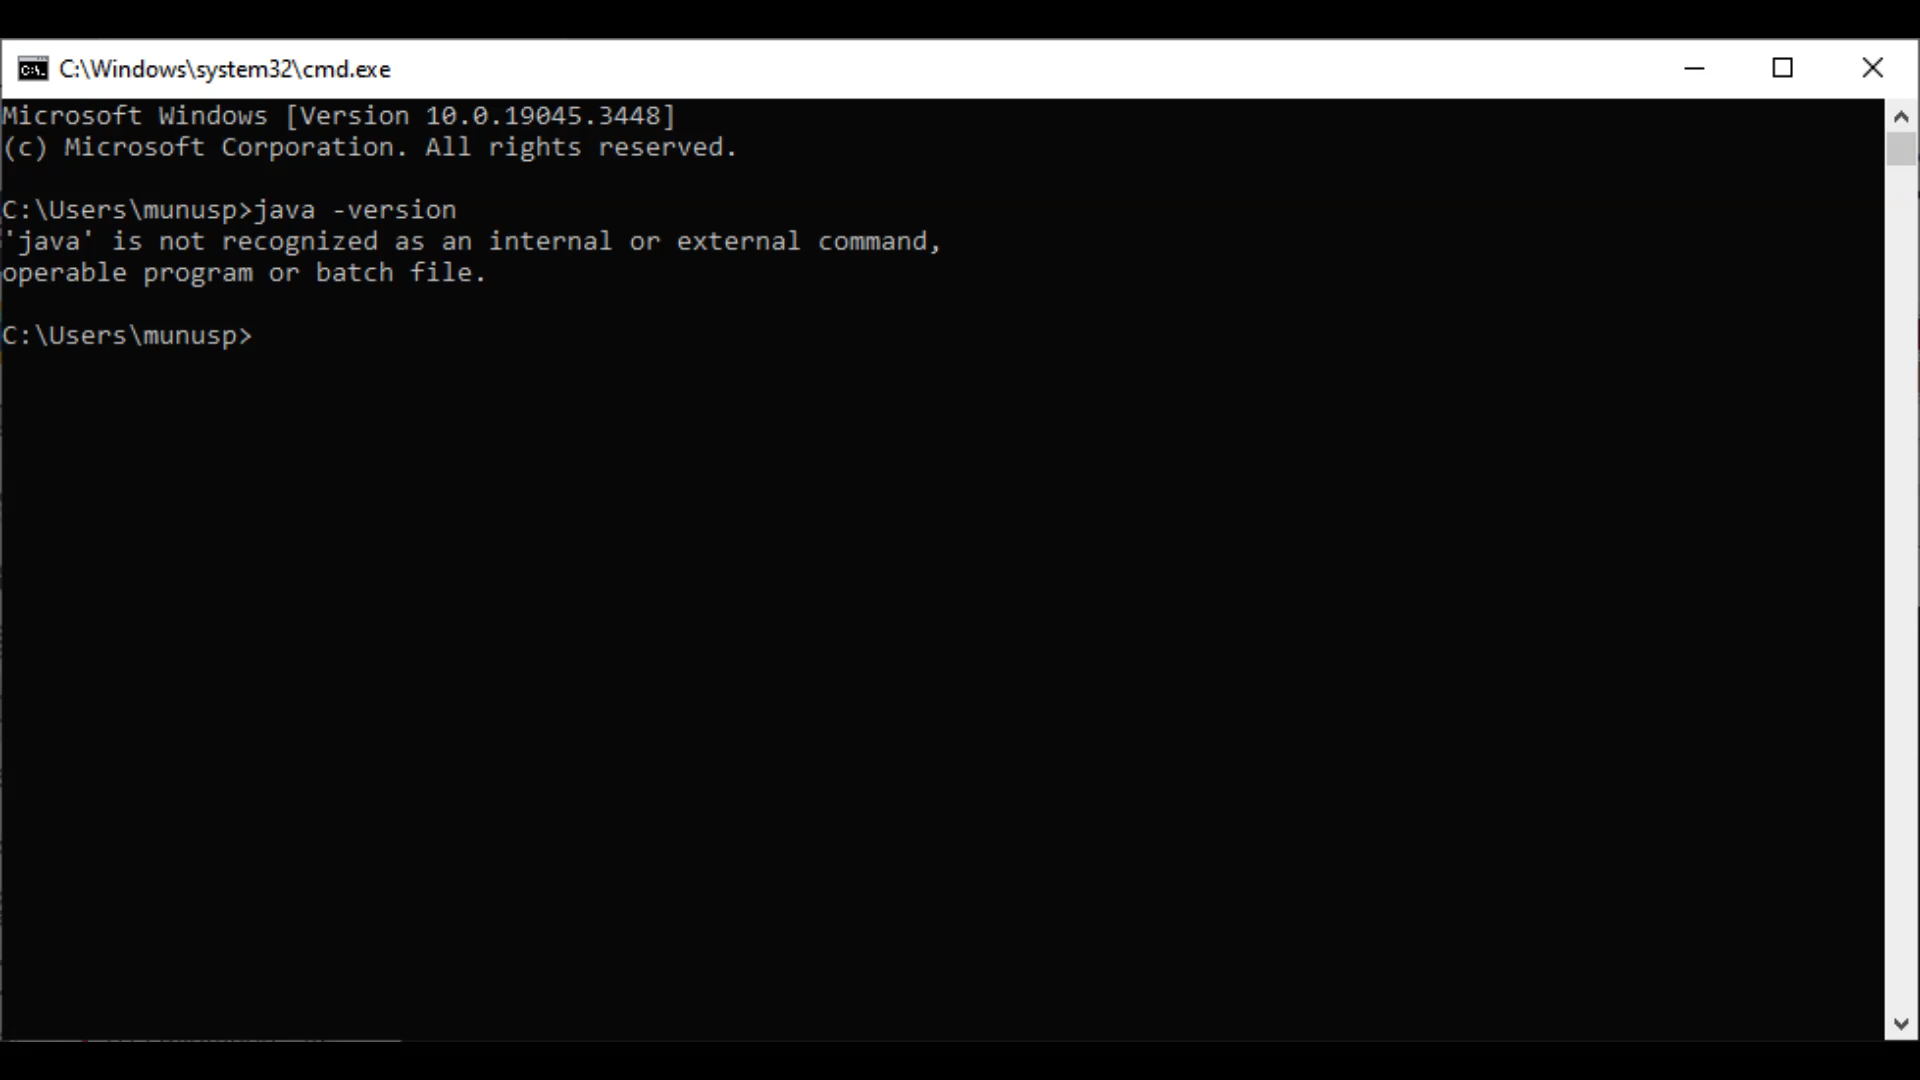 C:\Windows\system32\cmd.exe
Microsoft Windows [Version 10.0.19045.3448]
(c) Microsoft Corporation. All rights reserved.
C:\Users\munusp>java -version
'java' is not recognized as an internal or external command,
operable program or batch file.
C:\Users\munusp>